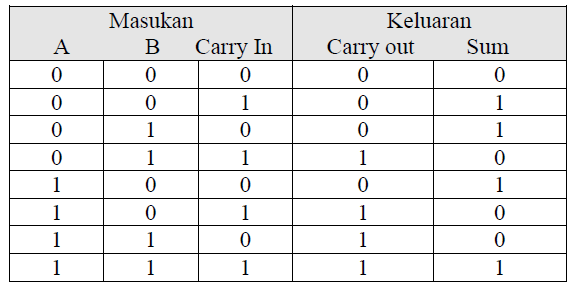 Masukan Keluaran
A B Carry In Carry out Sum
0 0 0 0 0
0 0 1 0 1
0 1 0 0 1
0 1 1 1 0
1 0 0 0 1
1 0 1 1 0
1 1 0 1 0
1 1 1 1 1